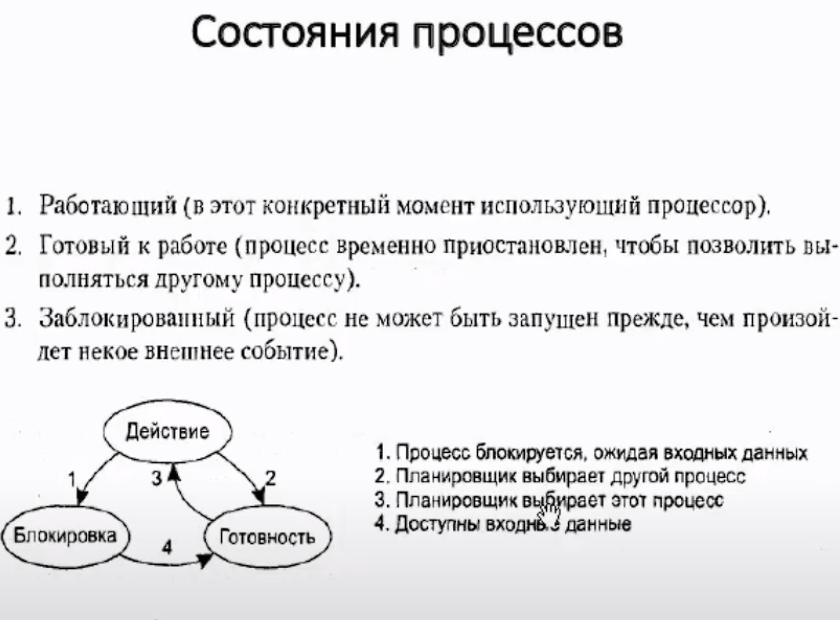 Состояния процессов
1. Работающий (в этот конкретный момент использующий процессор).
2. Готовый к работе (процесс временно приостановлен, чтобы позволить вы-
полняться другому процессу).
3. Заблокированный (процесс не может быть запущен прежде, чем произой-
дет некое внешнее событие).
Действие
1
3
2
Блокировка
Готовность
4
1. Процесс блокируется, ожидая входных данных
2. Планировщик выбирает другой процесс
3. Планировщик выбирает этот процесс
4. Доступны входные данные